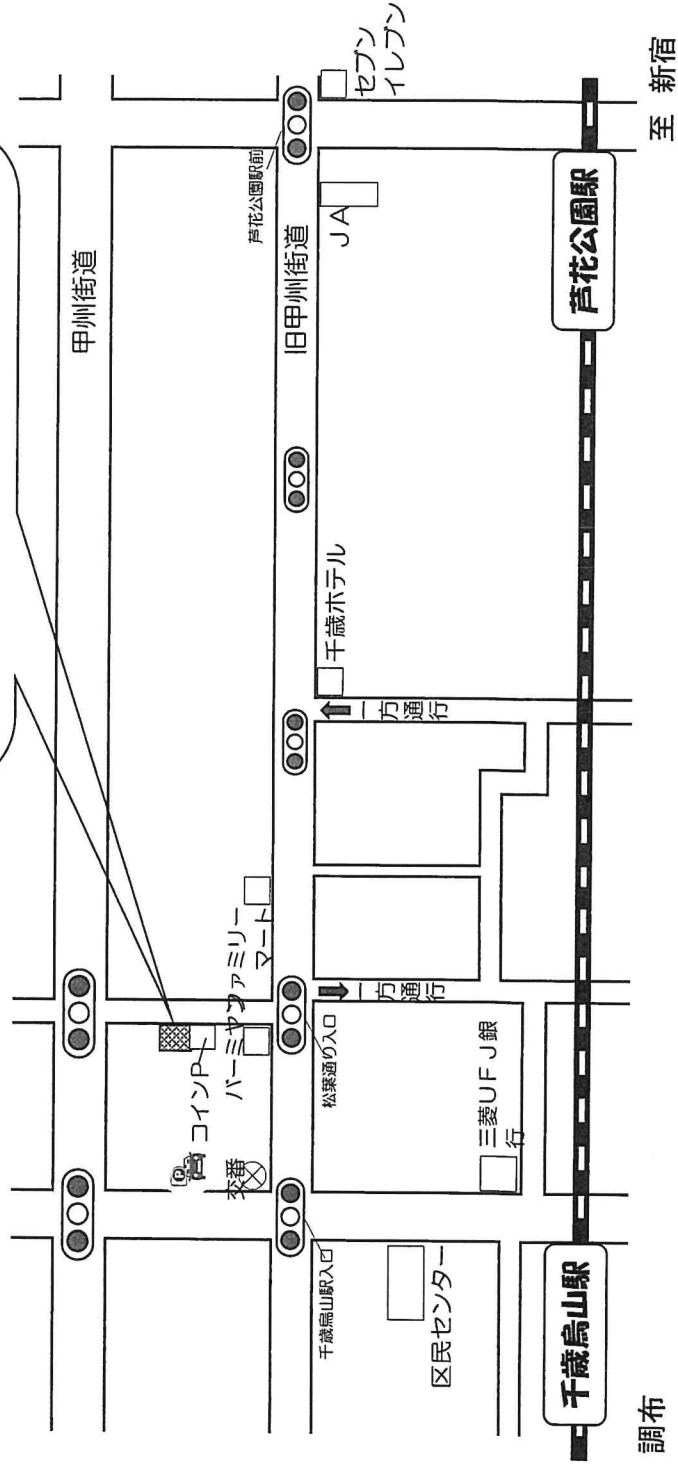 甲州街道
旧甲州街道
芦花公園駅前
セブン
イレブン
JA
千歳ホテル
一方通行
ファミリー
マート
バーミヤン
コインP
P
交番
松葉通り入口
一方通行
三菱UFJ銀
行
千歳烏山駅入口
区民センター
千歳烏山駅
芦花公園駅
調布
至 新宿